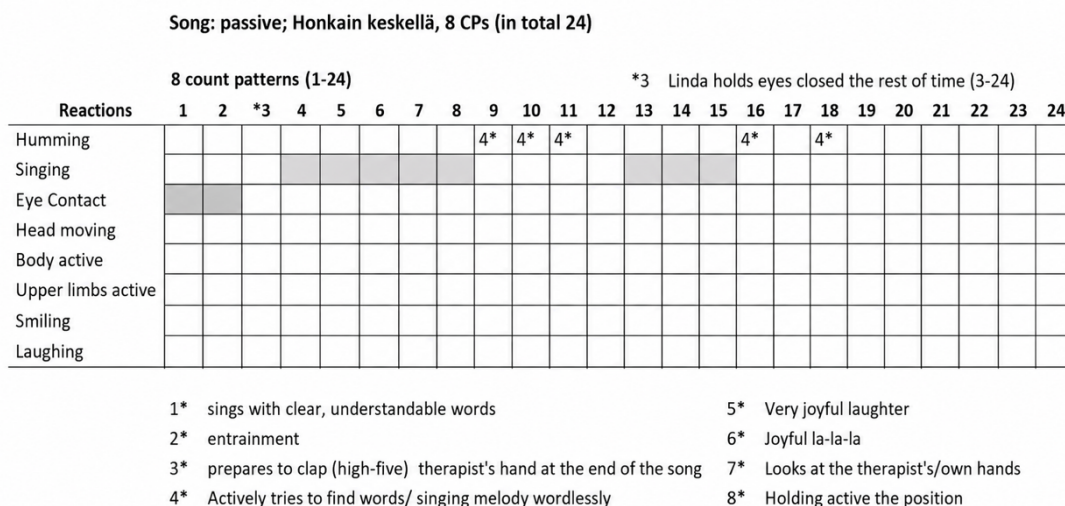 Song: passive; Honkain keskellä, 8 CPs (in total 24)
8 count patterns (1-24) *3 Linda holds eyes closed the rest of time (3-24)
Reactions 1 2 *3 4 5 6 7 8 9 10 11 12 13 14 15 16 17 18 19 20 21 22 23 24
Humming 4* 4* 4* 4* 4*
Singing
Eye Contact
Head moving
Body active
Upper limbs active
Smiling
Laughing
1* sings with clear, understandable words 5* Very joyful laughter
2* entrainment 6* Joyful la-la-la
3* prepares to clap (high-five) therapist's hand at the end of the song 7* Looks at the therapist's/own hands
4* Actively tries to find words/ singing melody wordlessly 8* Holding active the position